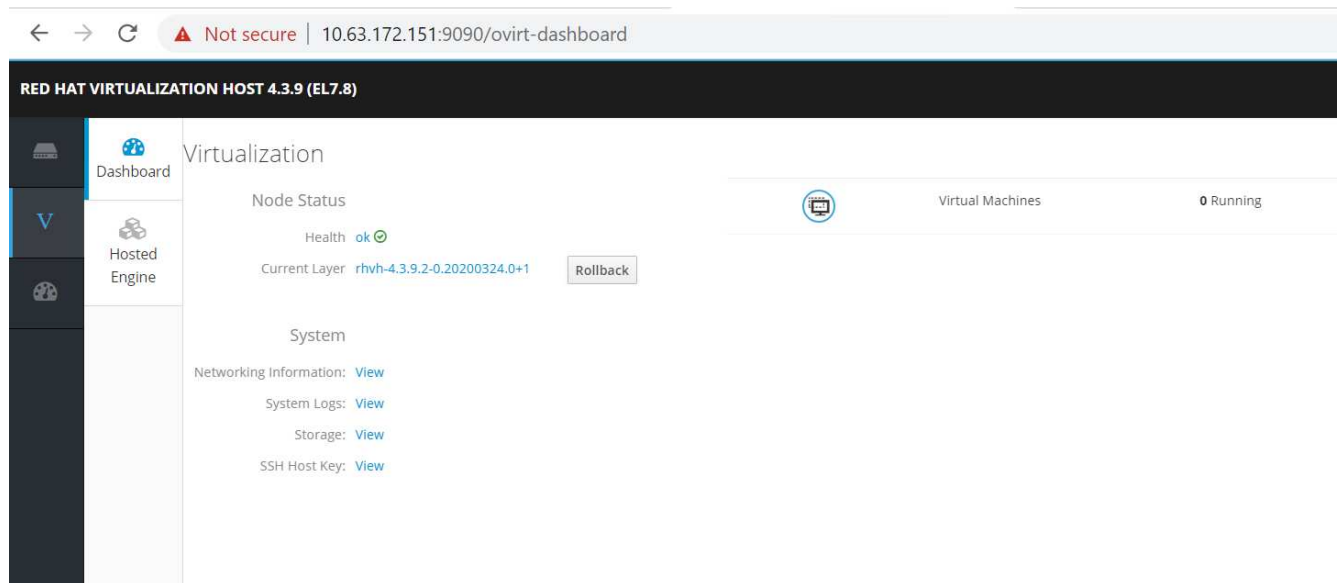 Not secure | 10.63.172.151:9090/ovirt-dashboard
RED HAT VIRTUALIZATION HOST 4.3.9 (EL7.8)
Dashboard
V
Hosted
Engine
Virtualization
Node Status
Health ok
Current Layer rhvh-4.3.9.2-0.20200324.0+1 Rollback
System
Networking Information: View
System Logs: View
Storage: View
SSH Host Key: View
Virtual Machines 0 Running